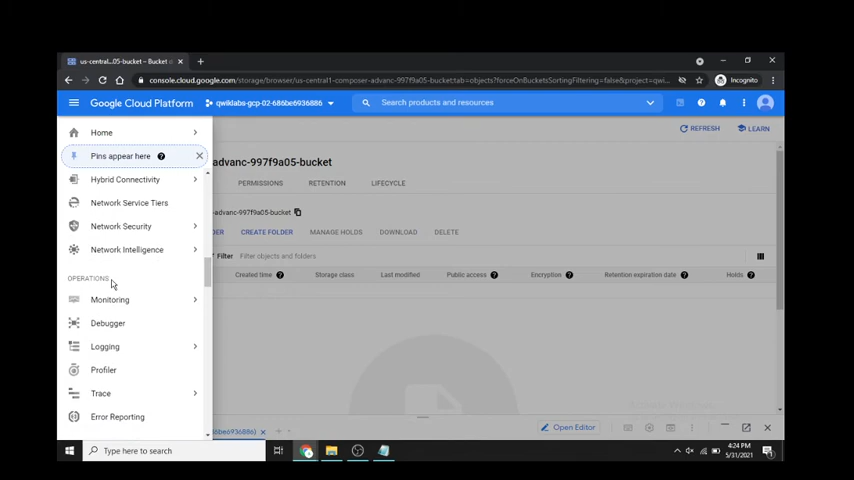 us-central...05-bucket – Bucket d
console.cloud.google.com/storage/browser/us-central1-composer-advanc-997f9a05-bucket;tab=objects?forceOnBucketsSortingFiltering=false&project=qwi...
Incognito
Google Cloud Platform
qwiklabs-gcp-02-686be6936886
Search products and resources
Home
REFRESH
LEARN
Pins appear here
advanc-997f9a05-bucket
Hybrid Connectivity
PERMISSIONS
RETENTION
LIFECYCLE
Network Service Tiers
-advanc-997f9a05-bucket
Network Security
DER
CREATE FOLDER
MANAGE HOLDS
DOWNLOAD
DELETE
Network Intelligence
Filter
Filter objects and folders
Created time
Storage class
Last modified
Public access
Encryption
Retention expiration date
Holds
OPERATIONS
Monitoring
Debugger
Logging
Profiler
Trace
Error Reporting
6be6936886)
Open Editor
Type here to search
4:24 PM
5/31/2021